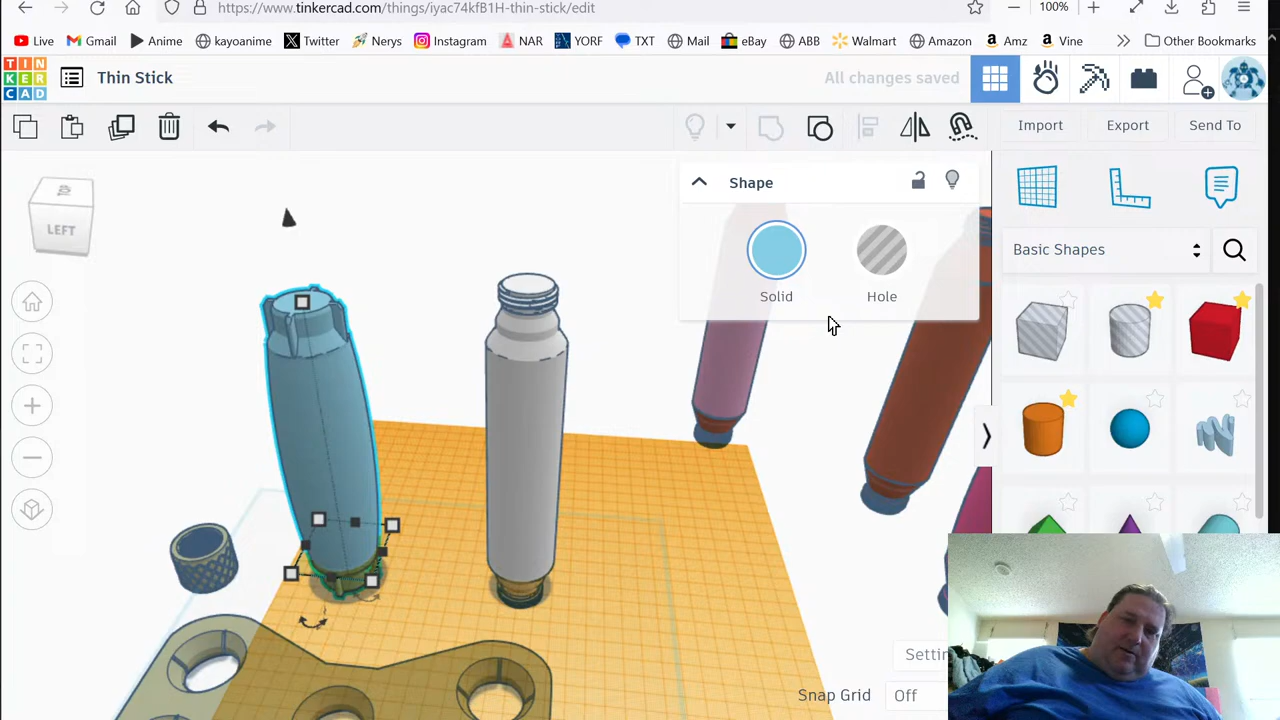 https://www.tinkercad.com/things/iyac74kfB1H-thin-stick/edit
100%
Live
Gmail
Anime
kayoanime
Twitter
Nerys
Instagram
NAR
YORF
TXT
Mail
eBay
ABB
Walmart
Amazon
Amz
Vine
Other Bookmarks
TIN
KER
CAD
Thin Stick
All changes saved
Import
Export
Send To
Shape
Solid
Hole
LEFT
Basic Shapes
Snap Grid
Off